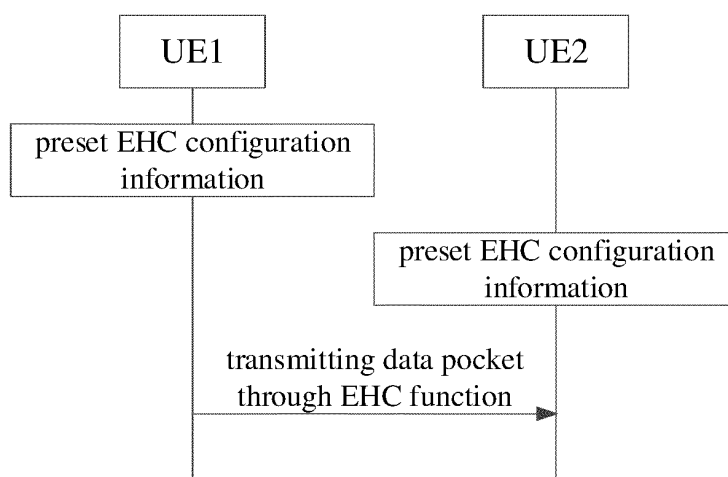 UE1
UE2
preset EHC configuration
information
preset EHC configuration
information
transmitting data pocket
through EHC function